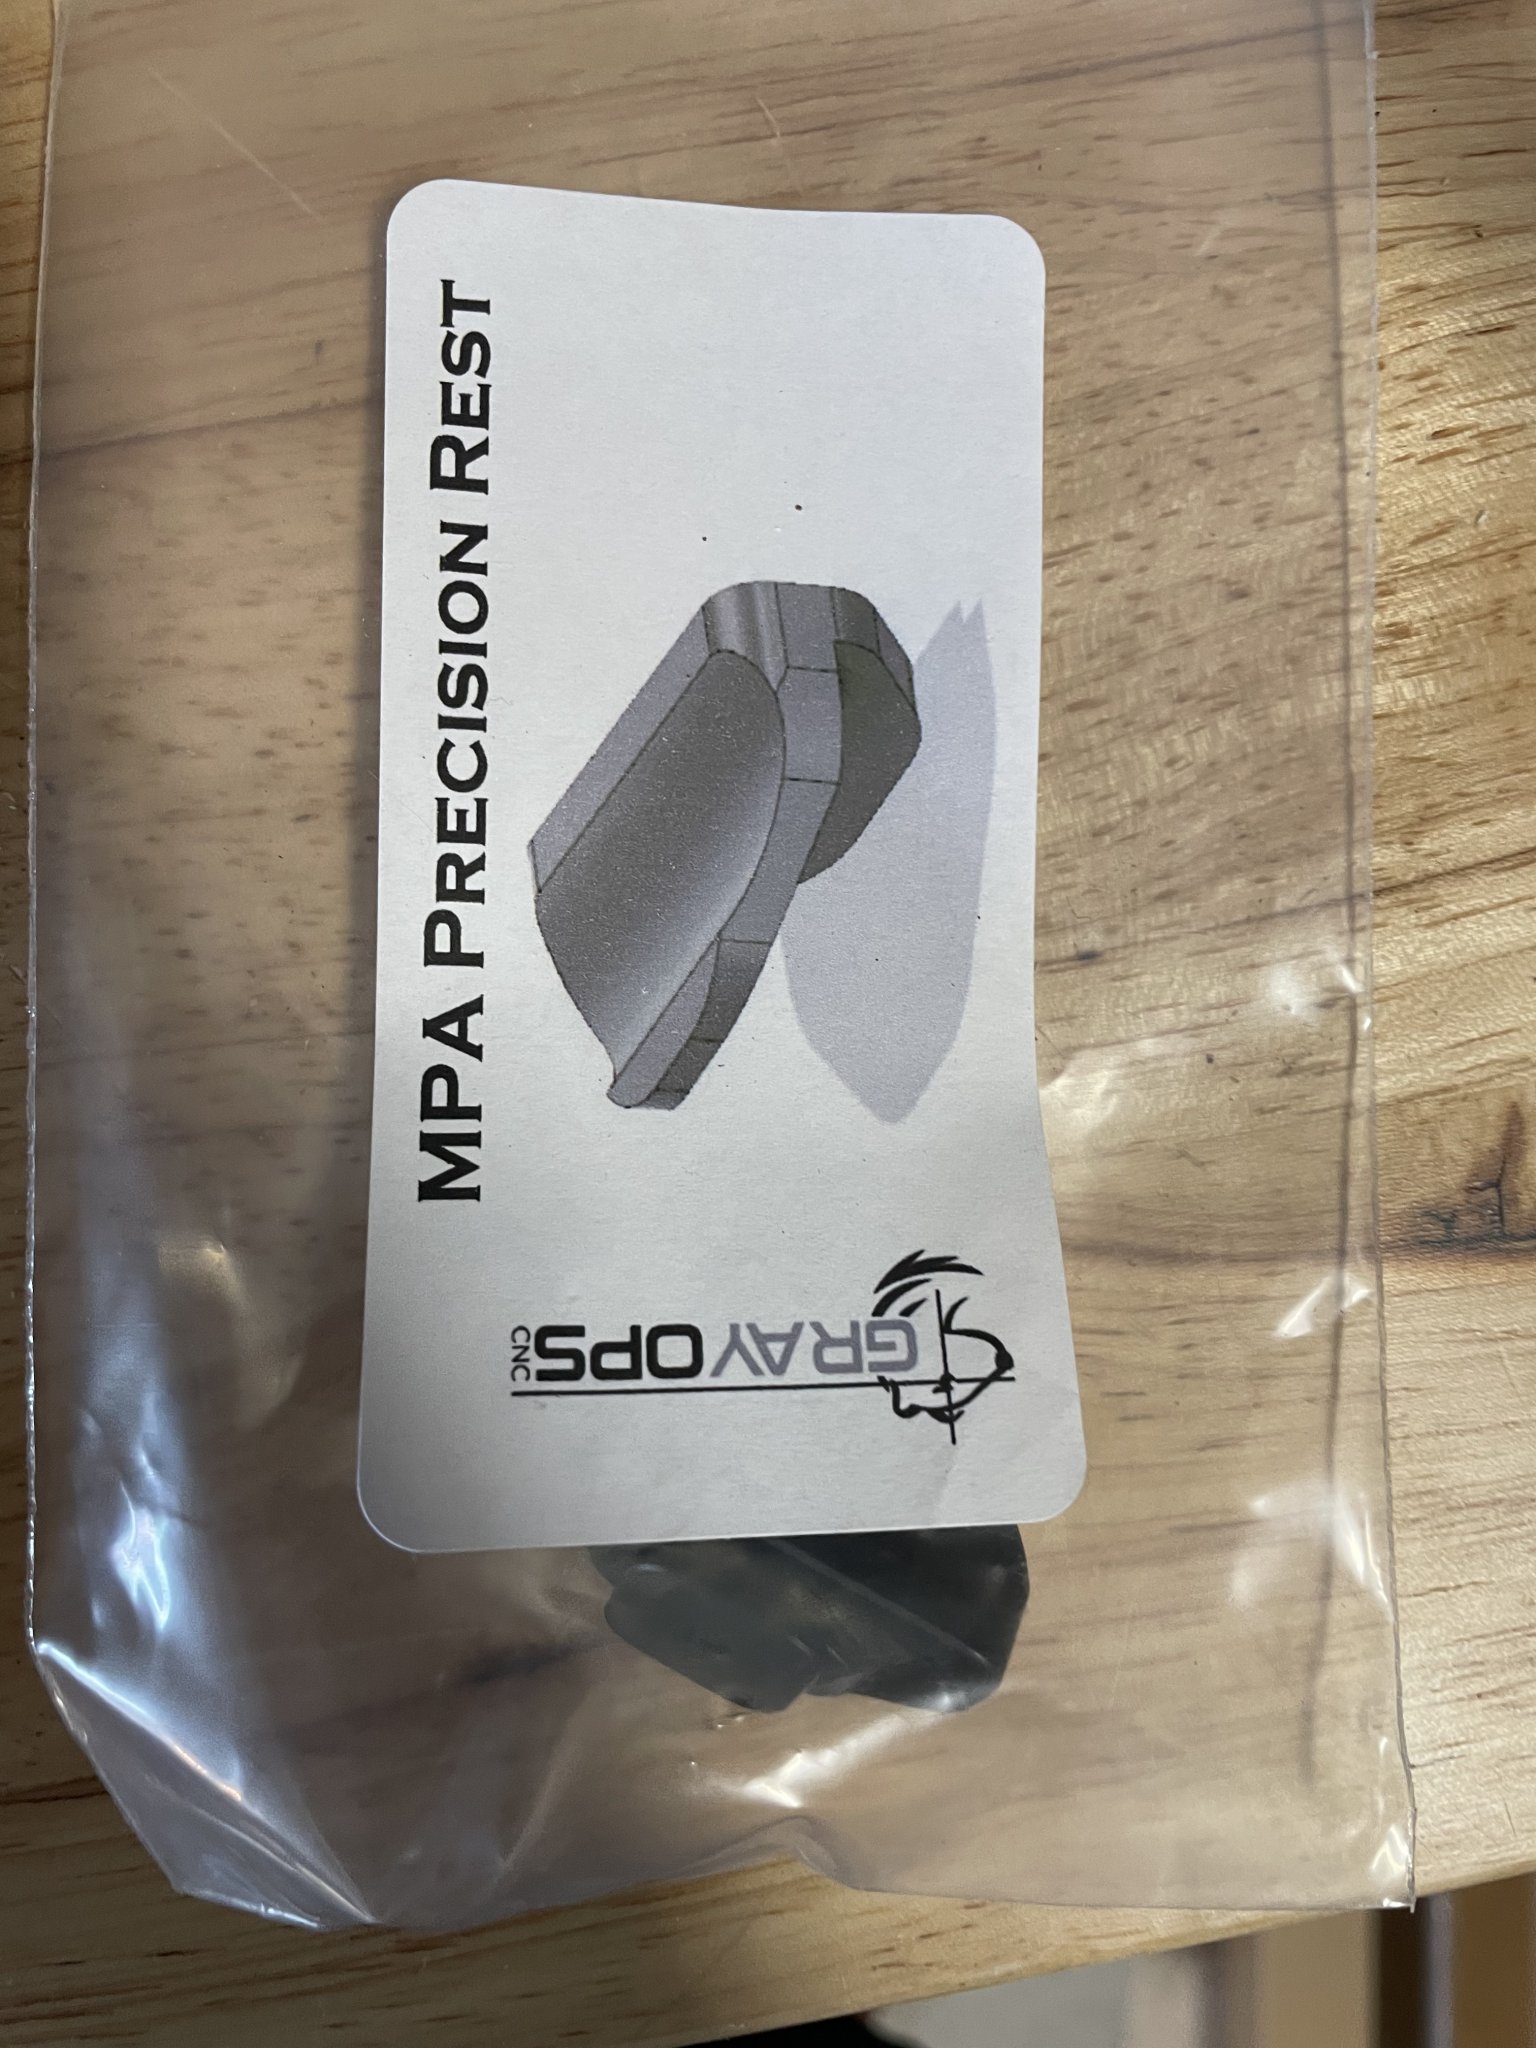 MPA PRECISION REST
GRAY OPS
CNC